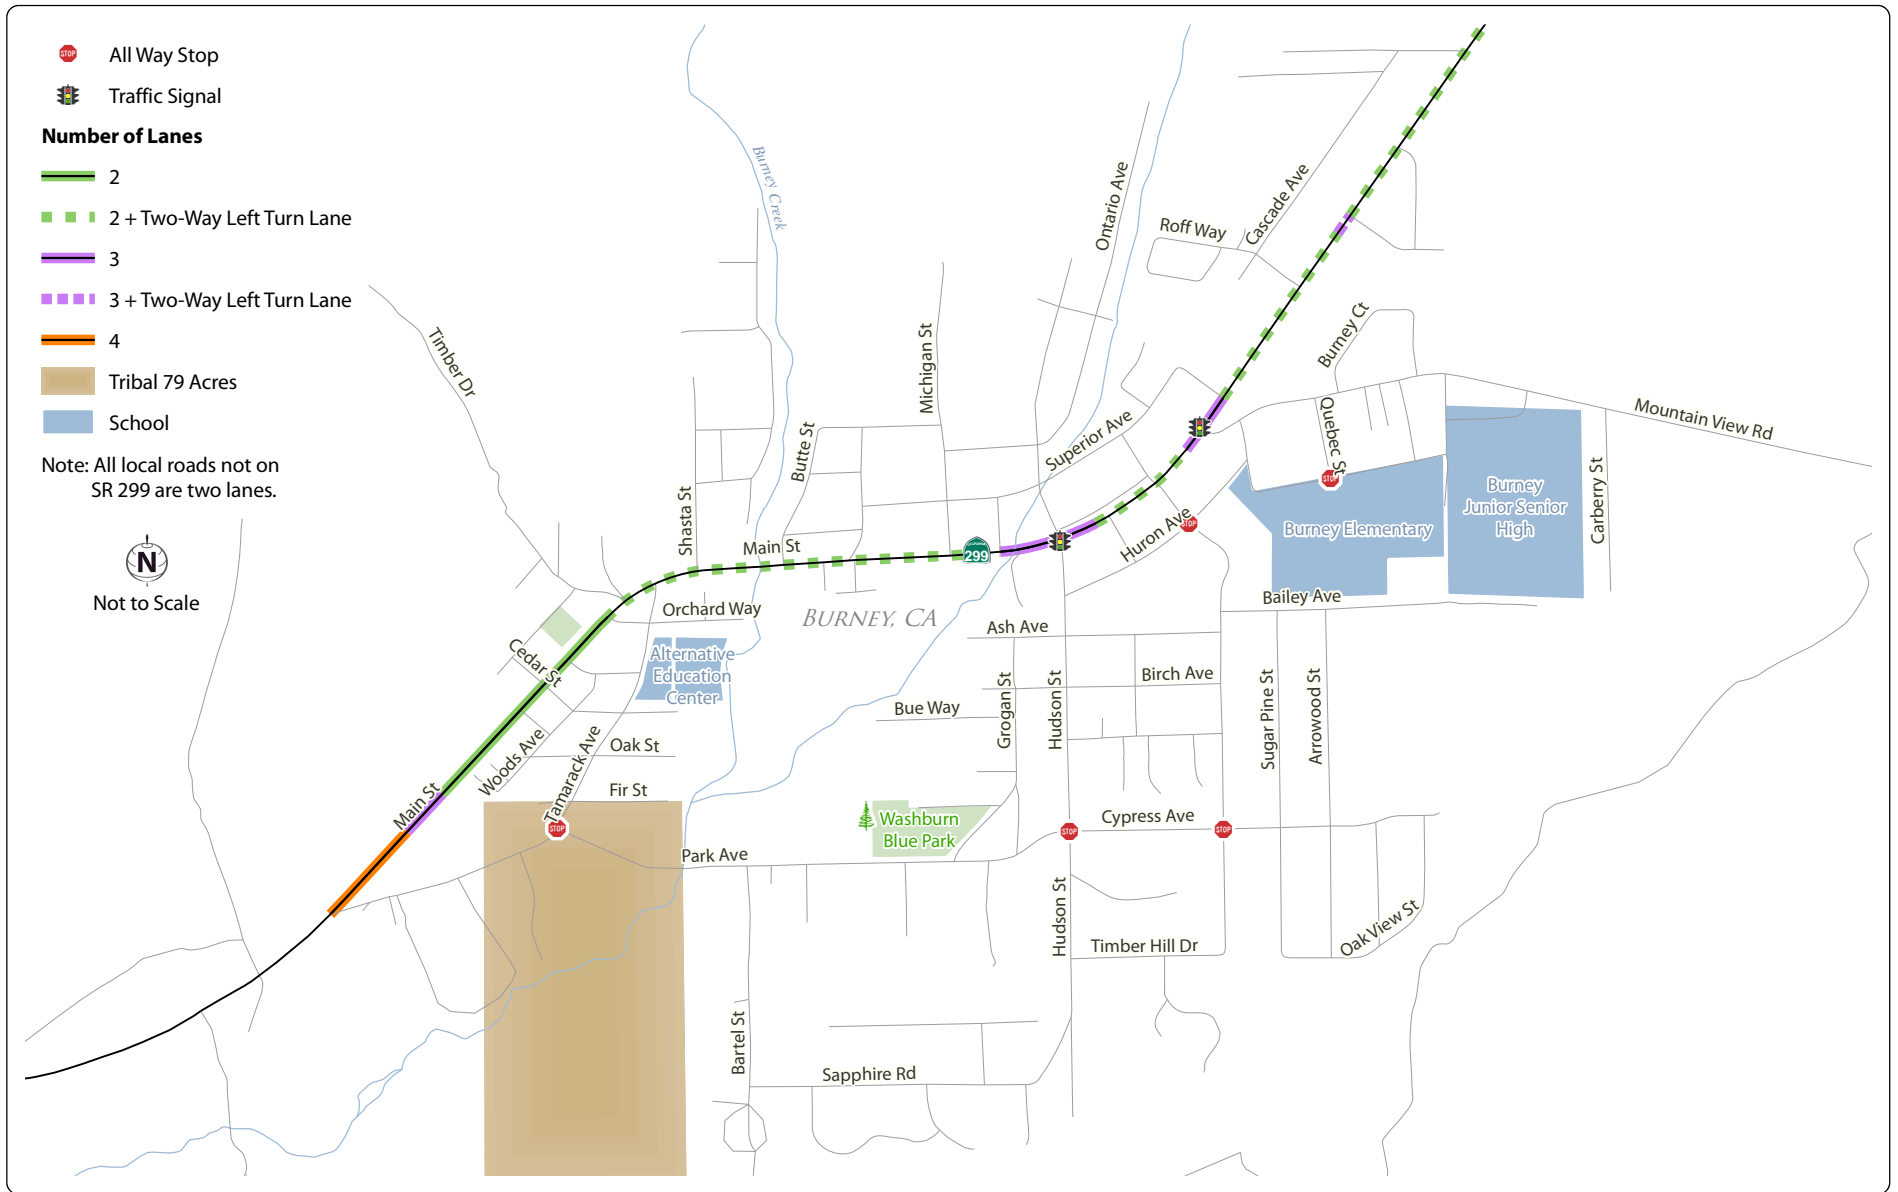 STOP
All Way Stop
Traffic Signal
Number of Lanes
2
2 + Two-Way Left Turn Lane
3
3 + Two-Way Left Turn Lane
4
Tribal 79 Acres
School
Note: All local roads not on
SR 299 are two lanes.
N
Not to Scale
Burney Creek
Timber Dr
Ontario Ave
Roff Way
Cascade Ave
Michigan St
Burney Ct
Butte St
Superior Ave
Quebec St
STOP
Mountain View Rd
Shasta St
Main St
CALIFORNIA
299
Huron Ave
STOP
Burney Elementary
Burney
Junior Senior
High
Carberry St
Orchard Way
BURNEY, CA
Bailey Ave
Ash Ave
Cedar St
Alternative
Education
Center
Birch Ave
Grogan St
Hudson St
Sugar Pine St
Arrowood St
Bue Way
Woods Ave
Oak St
Tamarack Ave
Main St
Fir St
STOP
Washburn
Blue Park
Cypress Ave
STOP
STOP
Park Ave
Hudson St
Timber Hill Dr
Oak View St
Bartel St
Sapphire Rd